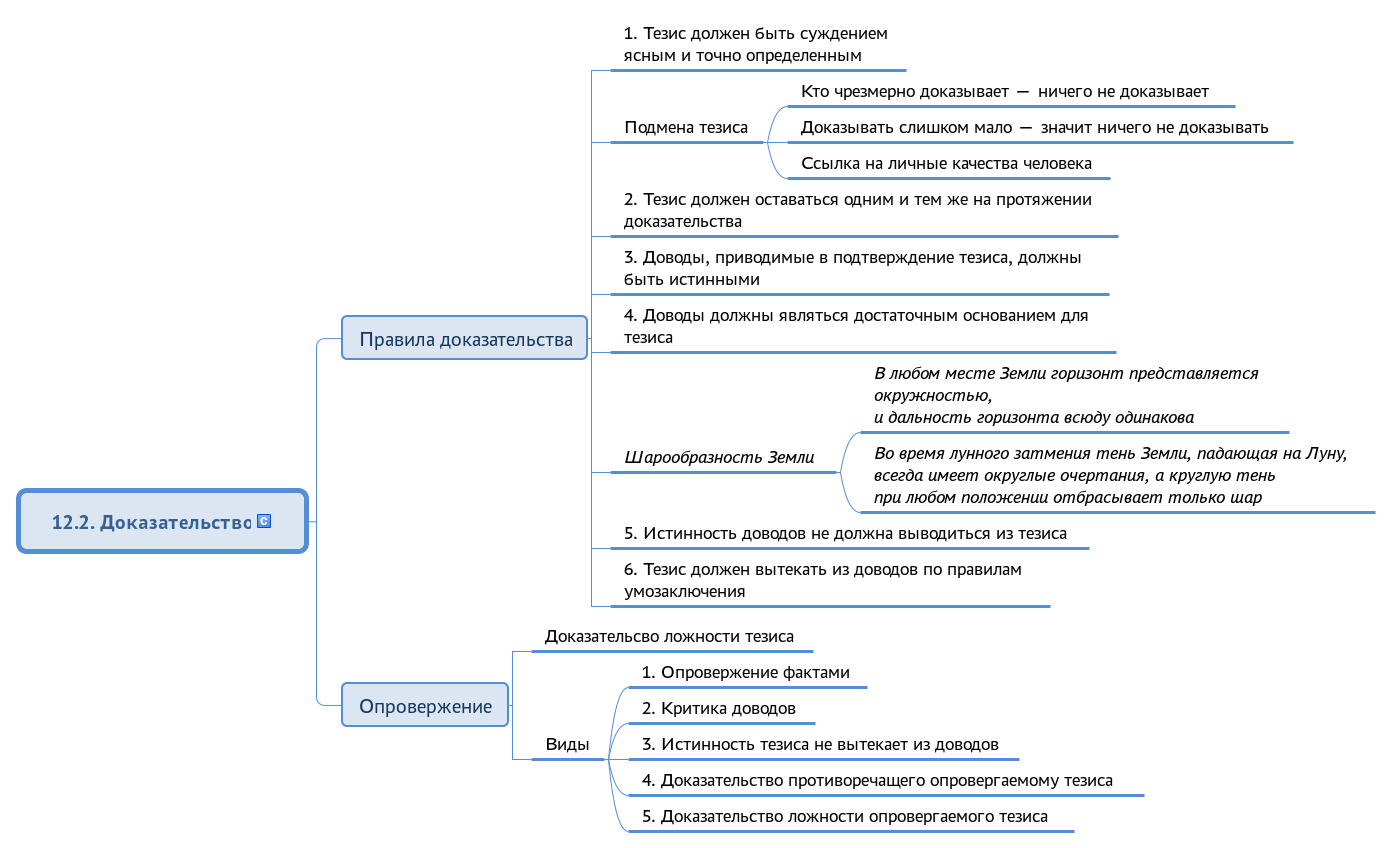 1. Тезис должен быть суждением
ясным и точно определенным
Кто чрезмерно доказывает — ничего не доказывает
Подмена тезиса
Доказывать слишком мало — значит ничего не доказывать
Ссылка на личные качества человека
2. Тезис должен оставаться одним и тем же на протяжении
доказательства
3. Доводы, приводимые в подтверждение тезиса, должны
быть истинными
4. Доводы должны являться достаточным основанием для
тезиса
Правила доказательства
В любом месте Земли горизонт представляется
окружностью,
и дальность горизонта всюду одинакова
Шарообразность Земли
Во время лунного затмения тень Земли, падающая на Луну,
всегда имеет округлые очертания, а круглую тень
при любом положении отбрасывает только шар
12.2. Доказательство C
5. Истинность доводов не должна выводиться из тезиса
6. Тезис должен вытекать из доводов по правилам
умозаключения
Доказательсво ложности тезиса
1. Опровержение фактами
Опровержение
2. Критика доводов
Виды
3. Истинность тезиса не вытекает из доводов
4. Доказательство противоречащего опровергаемому тезиса
5. Доказательство ложности опровергаемого тезиса